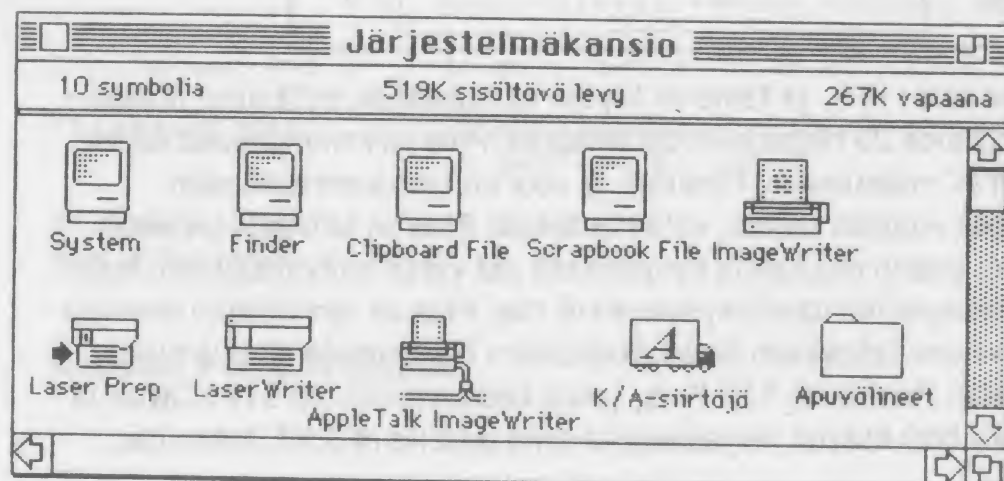 Järjestelmäkansio
10 symbolia 519K sisältävä levy 267K vapaana
System Finder Clipboard File Scrapbook File ImageWriter
Laser Prep LaserWriter AppleTalk ImageWriter K/A-siirtäjä Apuvälineet